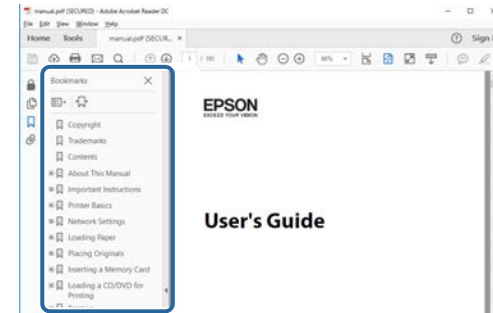 manual.pdf (SECURED) - Adobe Acrobat Reader DC
File Edit View Window Help
Home Tools manual.pdf (SECUR... × Sign
Bookmarks
Copyright
Trademarks
Contents
About This Manual
Important Instructions
Printer Basics
Network Settings
Loading Paper
Placing Originals
Inserting a Memory Card
Loading a CD/DVD for
Printing
EPSON
EXCEED YOUR VISION
User's Guide